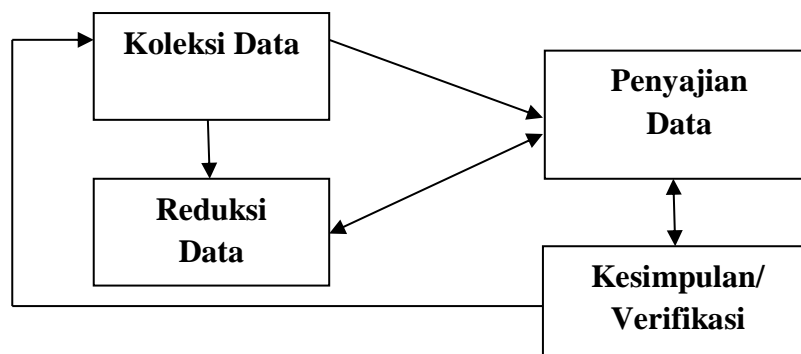 Koleksi Data
Penyajian
Data
Reduksi
Data
Kesimpulan/
Verifikasi